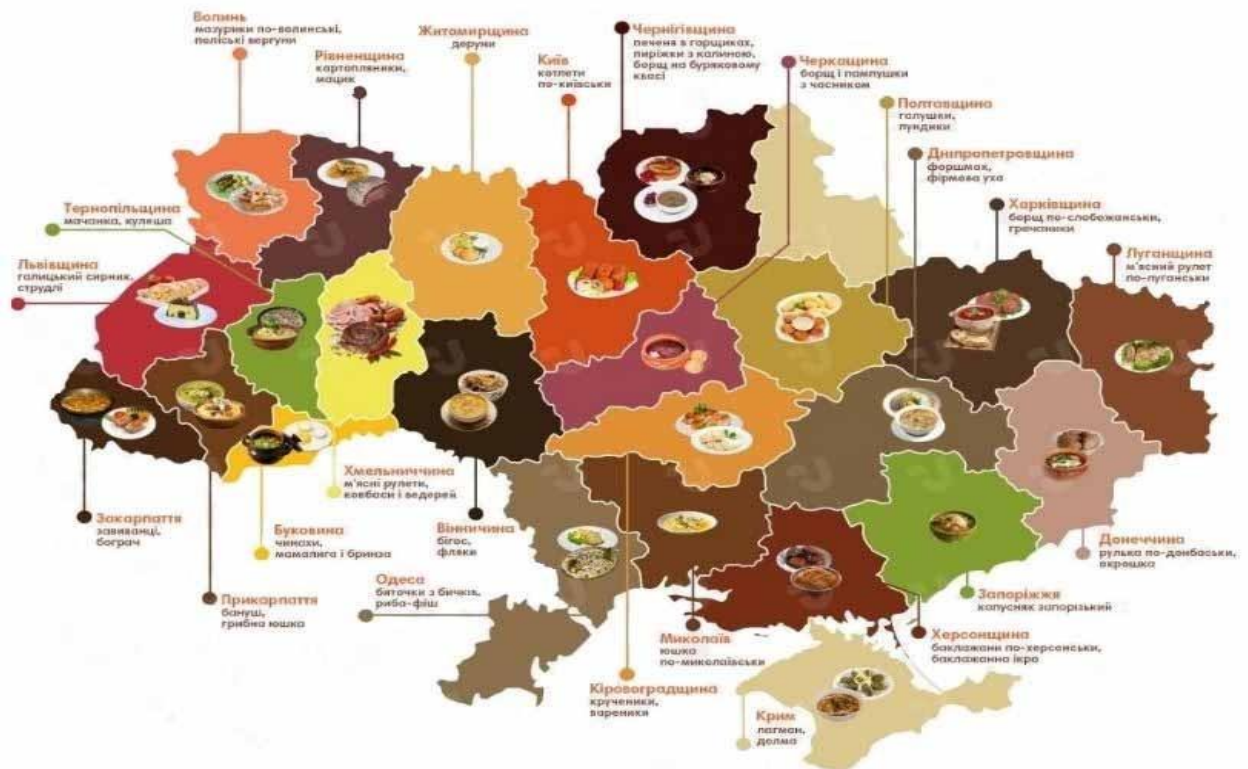 Волинь
мазурики по-волинські,
поліські вергуни
Рівненщина
картопляники,
мацик
Житомирщина
деруни
Київ
котлети
по-київськи
Чернігівщина
печеня в горщиках,
пиріжки з калиною,
борщ на буряковому
квасі
Черкащина
борщ і пампушки
з часником
Полтавщина
галушки,
пундики
Дніпропетровщина
форшмак,
фірмова уха
Харківщина
борщ по-слобожанськи,
гречаники
Луганщина
м'ясний рулет
по-луганськи
Тернопільщина
мачанка, кулеша
Львівщина
галицький сирник,
струдлі
Закарпаття
завиванці,
бограч
Прикарпаття
бануш,
грибна юшка
Буковина
чинахи,
мамалига і бринза
Хмельниччина
м'ясні рулети,
ковбаси і ведерей
Вінничина
бігос,
фляки
Одеса
биточки з бичків,
риба-фіш
Миколаїв
юшка
по-миколаївськи
Кіровоградщина
крученики,
вареники
Крим
лагман,
долма
Херсонщина
баклажани по-херсонськи,
баклажанна ікра
Запоріжжя
капусняк запорізький
Донеччина
рулька по-донбаськи,
окрошка